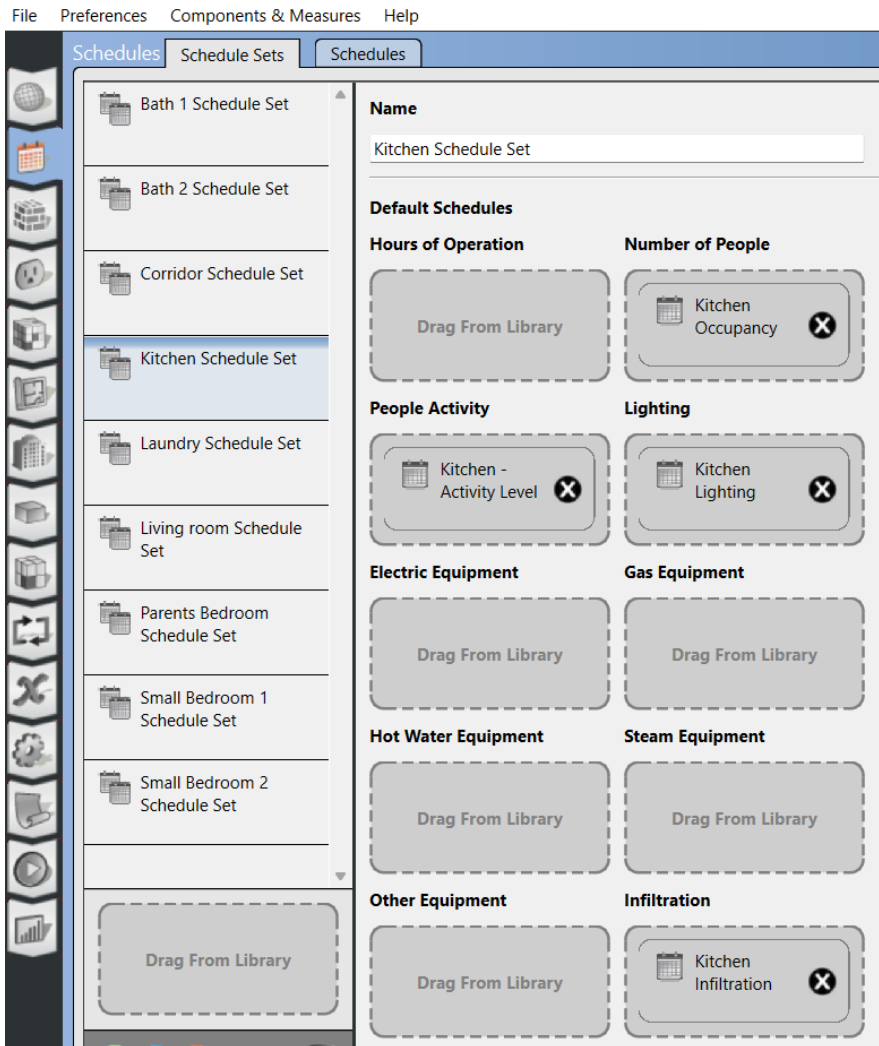 File Preferences Components & Measures Help
Schedules Schedule Sets Schedules
Bath 1 Schedule Set
Bath 2 Schedule Set
Corridor Schedule Set
Kitchen Schedule Set
Laundry Schedule Set
Living room Schedule
Set
Parents Bedroom
Schedule Set
Small Bedroom 1
Schedule Set
Small Bedroom 2
Schedule Set
Drag From Library
Name
Kitchen Schedule Set
Default Schedules
Hours of Operation Number of People
Drag From Library
Kitchen
Occupancy
People Activity Lighting
Kitchen -
Activity Level
Kitchen
Lighting
Electric Equipment Gas Equipment
Drag From Library Drag From Library
Hot Water Equipment Steam Equipment
Drag From Library Drag From Library
Other Equipment Infiltration
Drag From Library
Kitchen
Infiltration